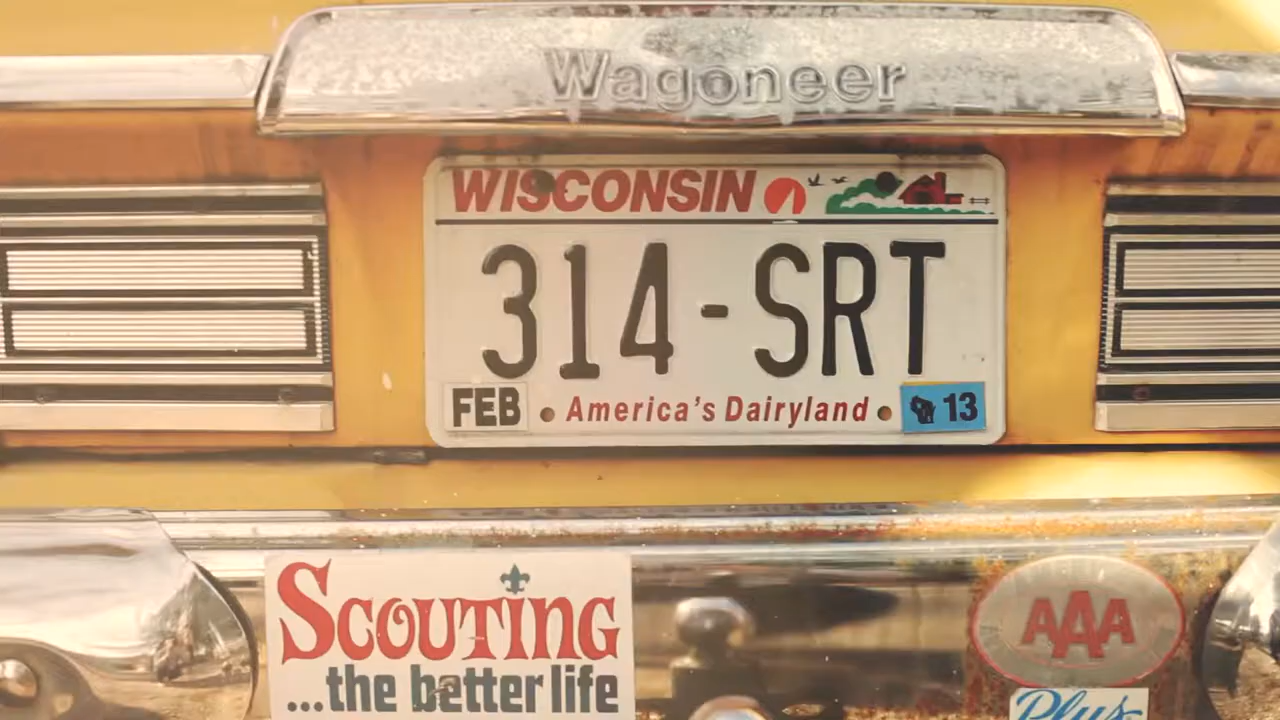 Wagoneer
WISCONSIN
314-SRT
FEB America's Dairyland 13
SCOUTING
...the better life
AAA
Plus